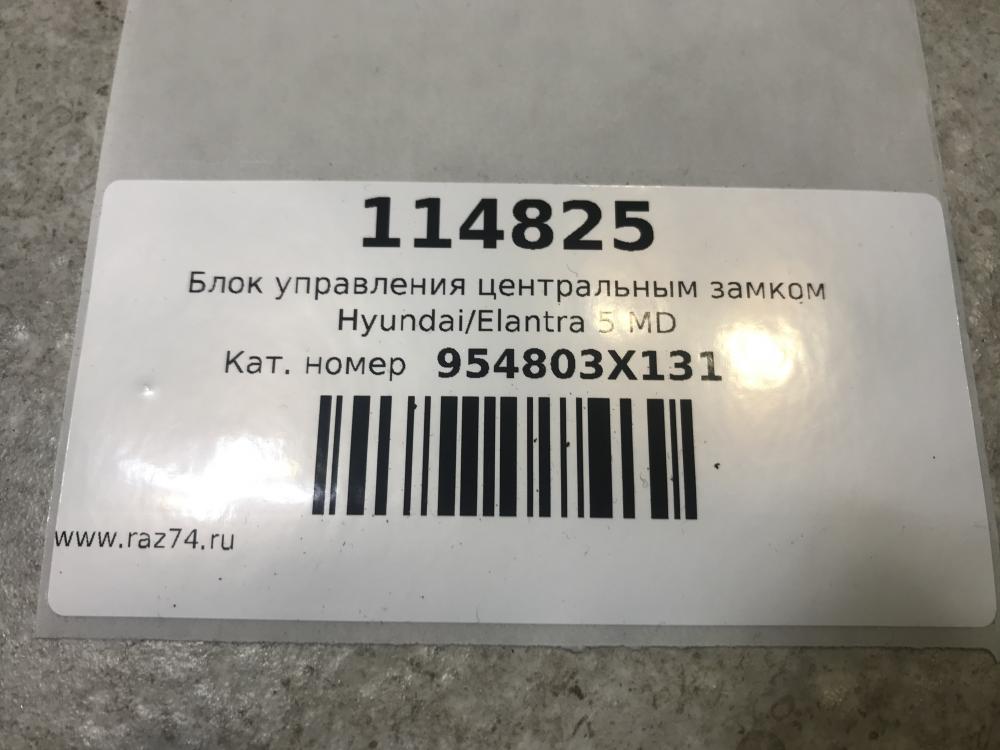 114825
Блок управления центральным замком
Hyundai/Elantra 5 MD
Кат. номер 954803X131
www.raz74.ru